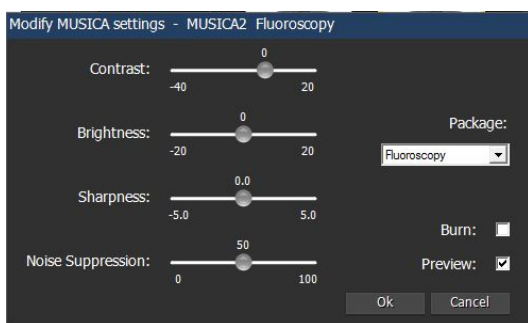 Modify MUSICA settings - MUSICA2 Fluoroscopy
Contrast:
0
-40 20
Brightness:
0
-20 20
Package:
Fluoroscopy
Sharpness:
0.0
-5.0 5.0
Burn:
Noise Suppression:
50
0 100
Preview:
Ok Cancel